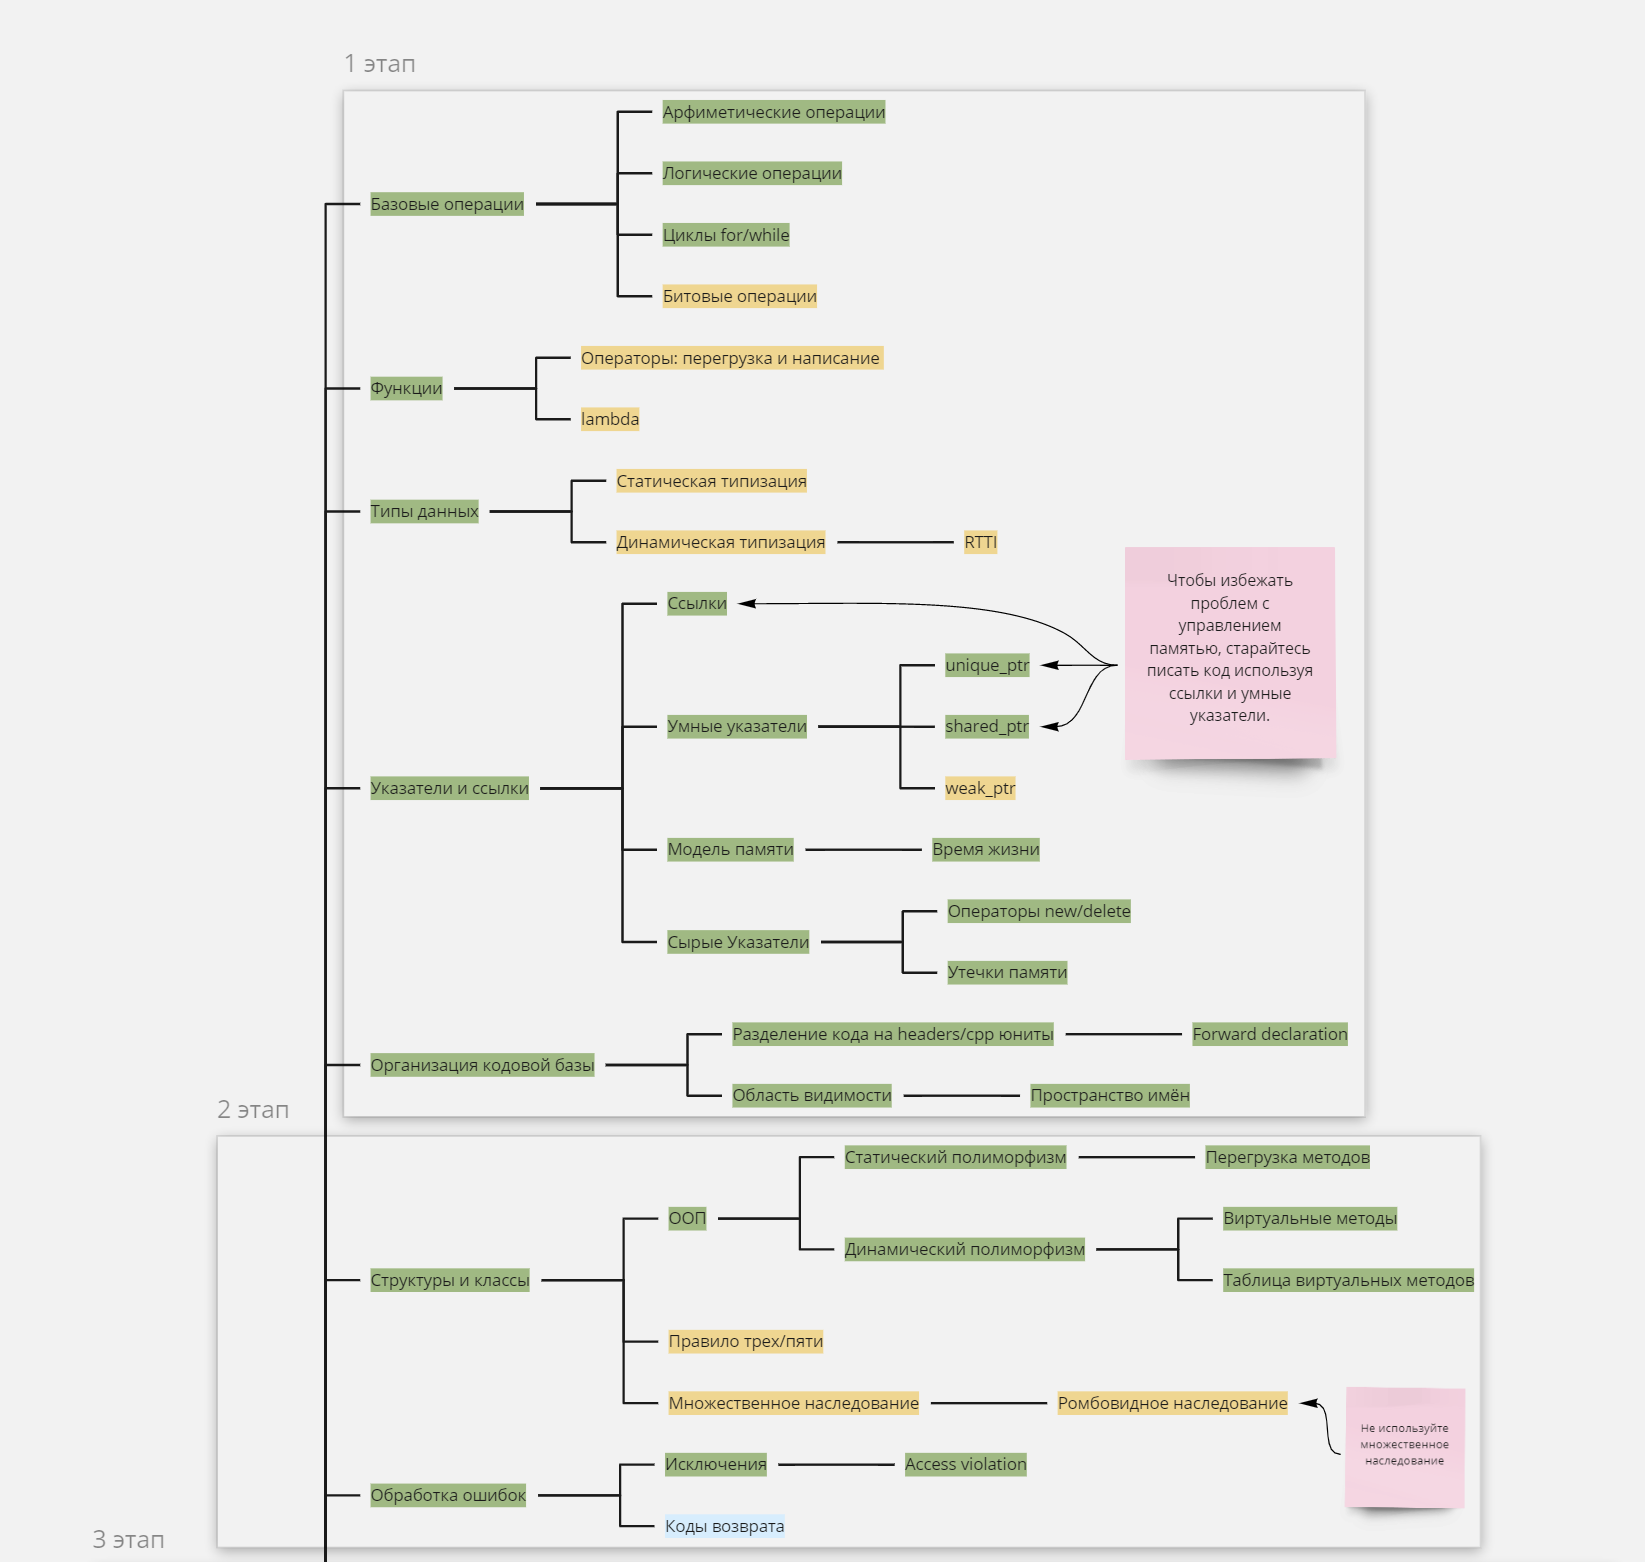 1 этап
Арфиметические операции
Логические операции
Базовые операции
Циклы for/while
Битовые операции
Операторы: перегрузка и написание
Функции
lambda
Статическая типизация
Типы данных
Динамическая типизация
RTTI
Чтобы избежать
проблем с
управлением
памятью, старайтесь
писать код используя
ссылки и умные
указатели.
Ссылки
unique_ptr
Умные указатели
shared_ptr
Указатели и ссылки
weak_ptr
Модель памяти
Время жизни
Операторы new/delete
Сырые Указатели
Утечки памяти
Разделение кода на headers/cpp юниты
Forward declaration
Организация кодовой базы
Область видимости
Пространство имён
2 этап
Статический полиморфизм
Перегрузка методов
ООП
Виртуальные методы
Динамический полиморфизм
Структуры и классы
Таблица виртуальных методов
Правило трех/пяти
Множественное наследование
Ромбовидное наследование
Не используйте
множественное
наследование
Исключения
Access violation
Обработка ошибок
Коды возврата
3 этап